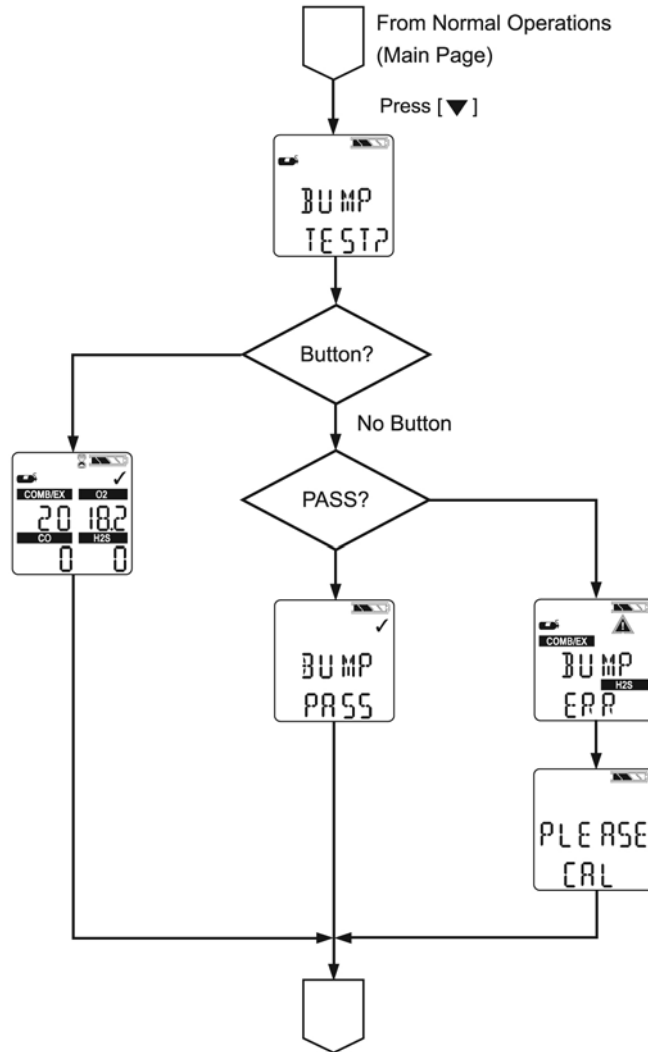 From Normal Operations
(Main Page)
Press [▼]
BUMP
TEST?
Button?
No Button
COMB/EX O2
20 18.2
CO H2S
0 0
PASS?
BUMP
PASS
COMB/EX
BUMP
H2S
ERR
PLEASE
CAL